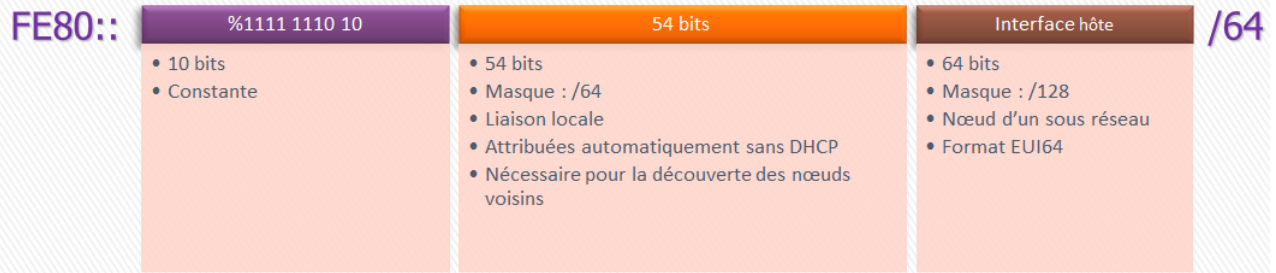 FE80::
%1111 1110 10
• 10 bits
• Constante
54 bits
• 54 bits
• Masque : /64
• Liaison locale
• Attribuées automatiquement sans DHCP
• Nécessaire pour la découverte des nœuds
voisins
Interface hôte
• 64 bits
• Masque : /128
• Nœud d'un sous réseau
• Format EUI64
/64